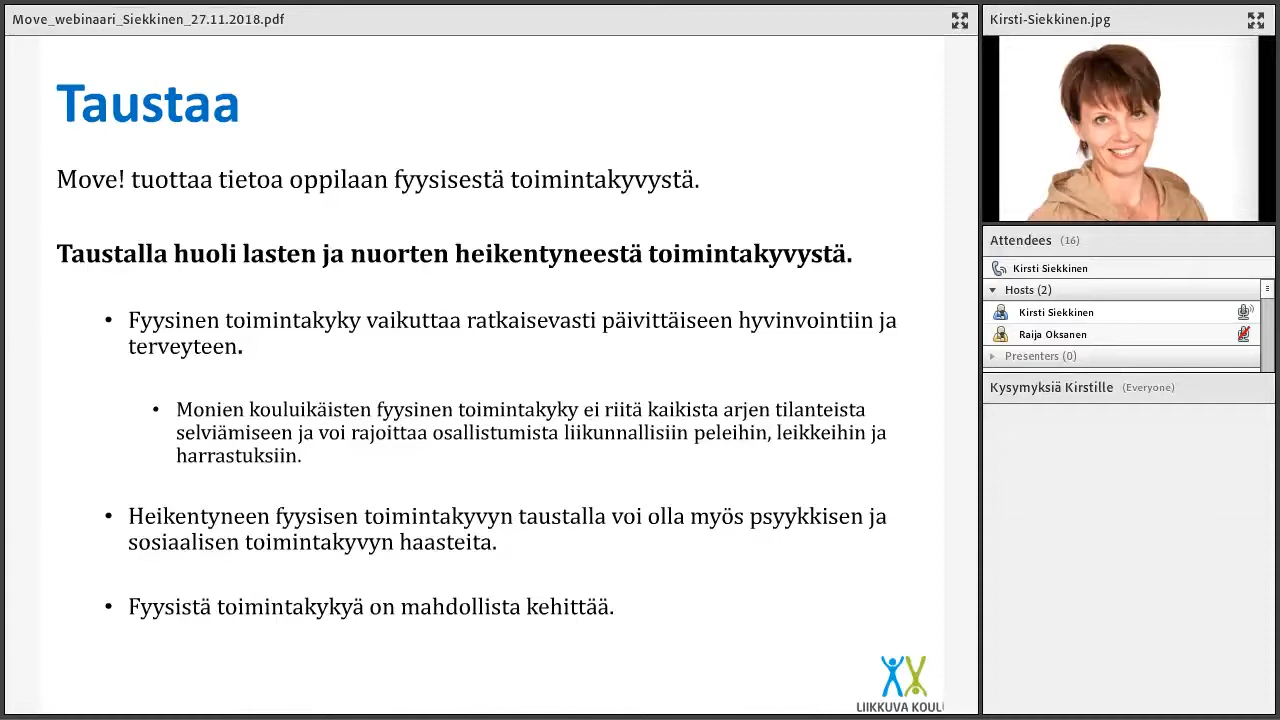 Move_webinaari_Siekkinen_27.11.2018.pdf
Taustaa
Move! tuottaa tietoa oppilaan fyysisestä toimintakyvystä.
Taustalla huoli lasten ja nuorten heikentyneestä toimintakyvystä.
• Fyysinen toimintakyky vaikuttaa ratkaisevasti päivittäiseen hyvinvointiin ja
terveyteen.
• Monien kouluikäisten fyysinen toimintakyky ei riitä kaikista arjen tilanteista
selviämiseen ja voi rajoittaa osallistumista liikunnallisiin peleihin, leikkeihin ja
harrastuksiin.
• Heikentyneen fyysisen toimintakyvyn taustalla voi olla myös psyykkisen ja
sosiaalisen toimintakyvyn haasteita.
• Fyysistä toimintakykyä on mahdollista kehittää.
LIIKKUVA KOULU
Kirsti-Siekkinen.jpg
Attendees (16)
Kirsti Siekkinen
Hosts (2)
Kirsti Siekkinen
Raija Oksanen
Presenters (0)
Kysymyksiä Kirstille (Everyone)